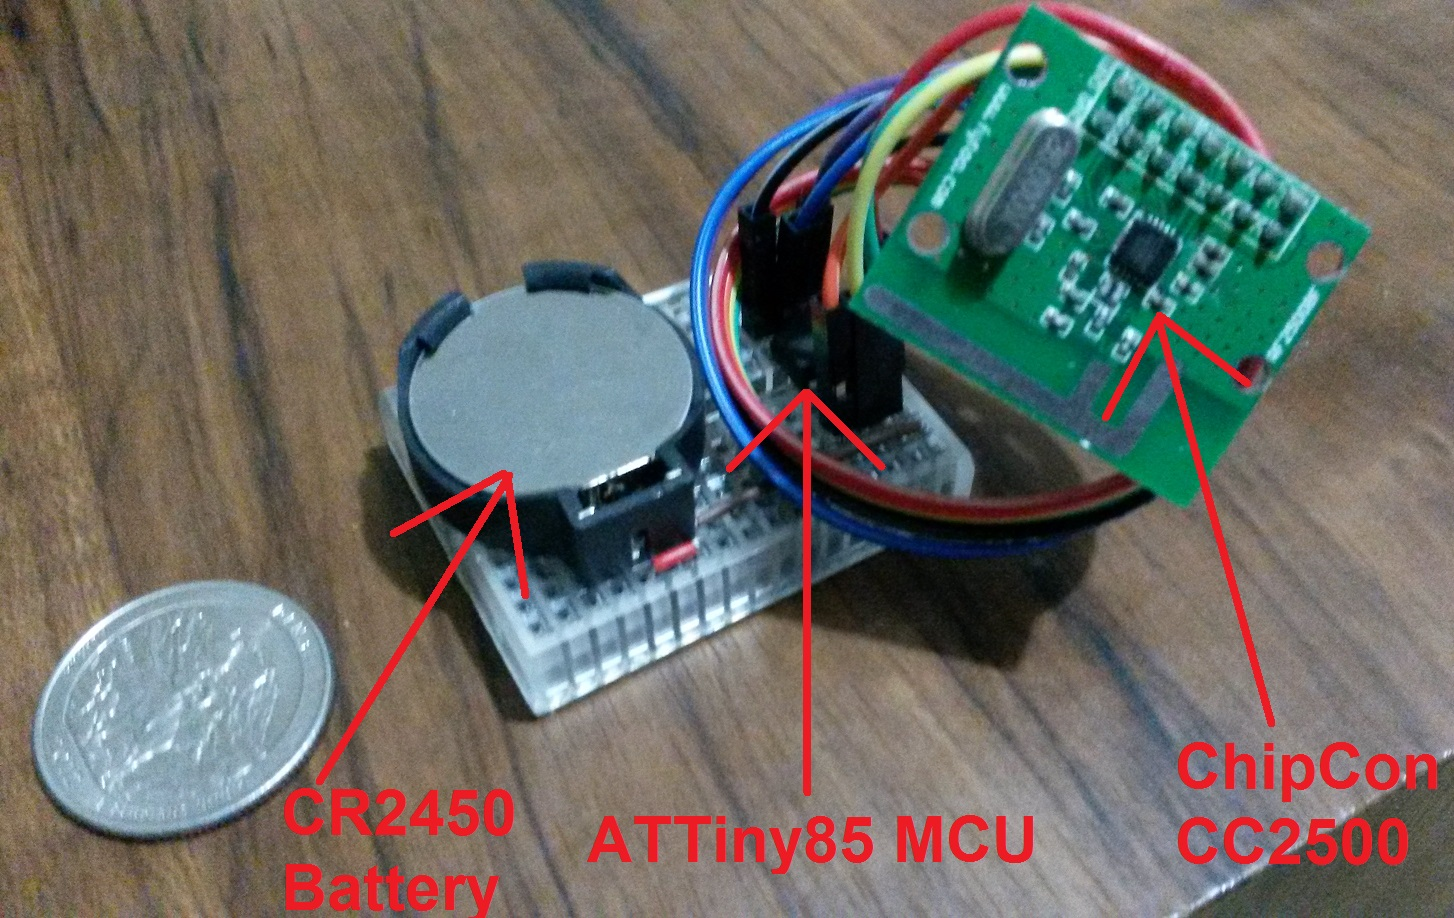 CR2450
Battery
ATTiny85 MCU
ChipCon
CC2500